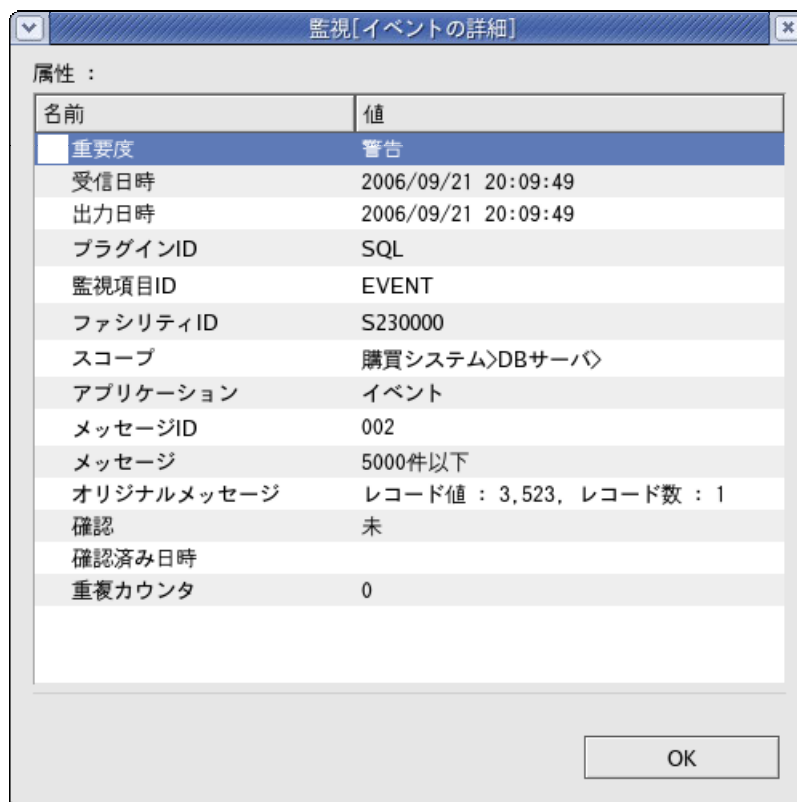 監視[イベントの詳細]
属性 :
名前 値
重要度 警告
受信日時 2006/09/21 20:09:49
出力日時 2006/09/21 20:09:49
プラグインID SQL
監視項目ID EVENT
ファシリティID S230000
スコープ 購買システム>DBサーバ>
アプリケーション イベント
メッセージID 002
メッセージ 5000件以下
オリジナルメッセージ レコード値 : 3,523, レコード数 : 1
確認 未
確認済み日時
重複カウンタ 0
OK